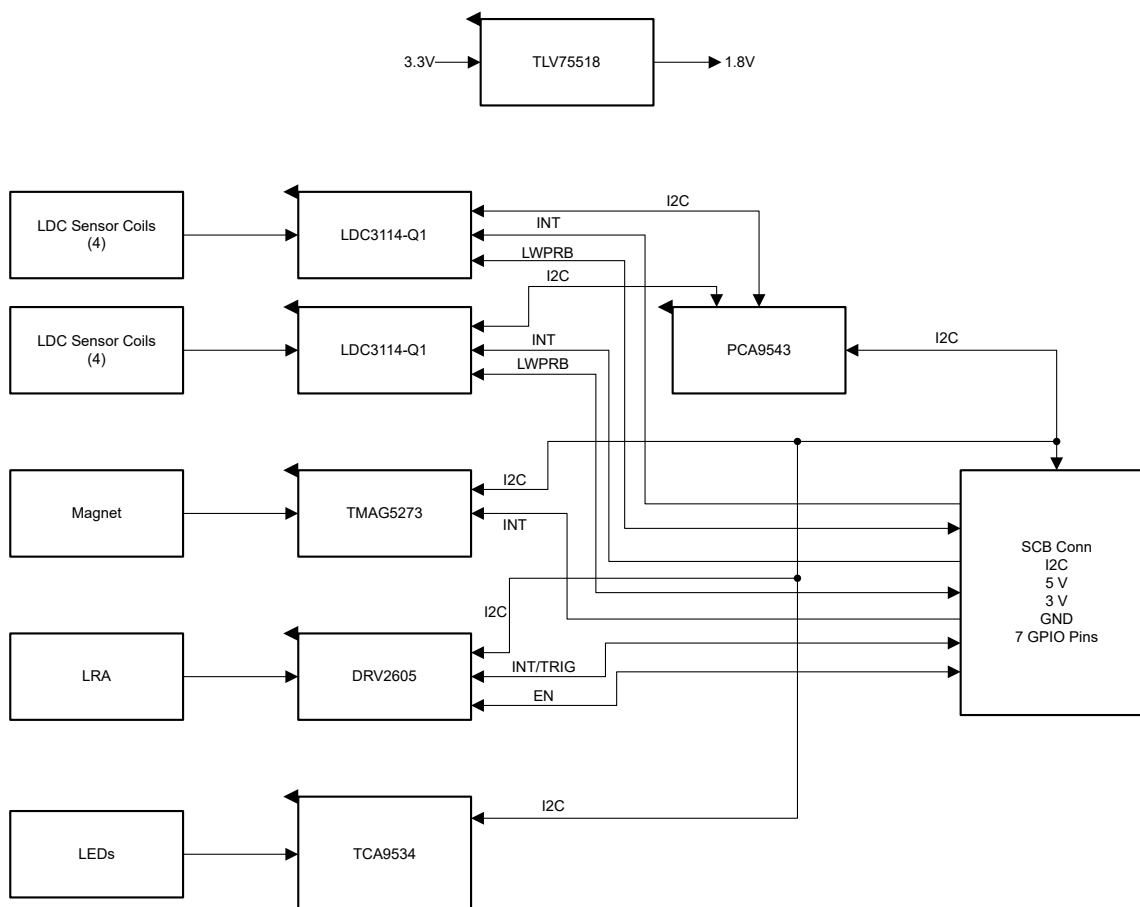 3.3V
TLV75518
1.8V
LDC Sensor Coils
(4)
LDC3114-Q1
I2C
INT
LWPRB
I2C
LDC Sensor Coils
(4)
LDC3114-Q1
INT
LWPRB
PCA9543
I2C
Magnet
TMAG5273
I2C
INT
SCB Conn
I2C
5 V
3 V
GND
7 GPIO Pins
LRA
DRV2605
I2C
INT/TRIG
EN
LEDs
TCA9534
I2C